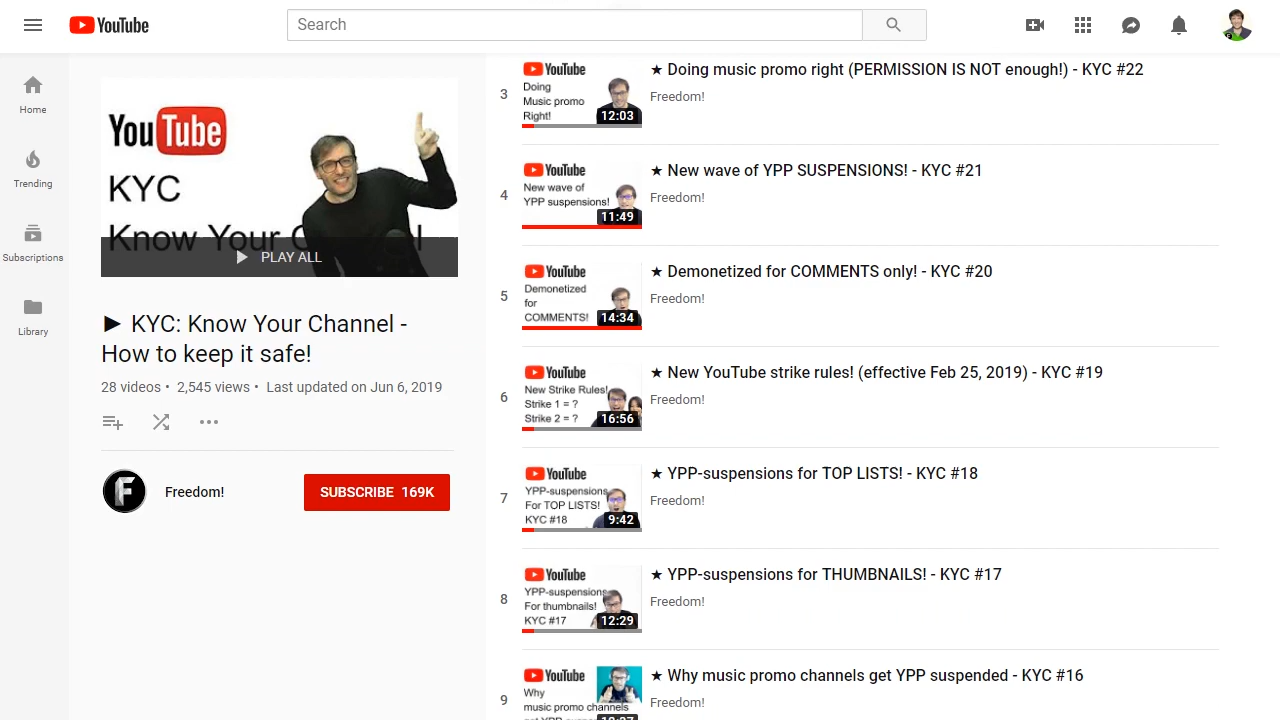 YouTube
Search
Home
Trending
Subscriptions
Library
YouTube
KYC
Know Your
PLAY ALL
► KYC: Know Your Channel -
How to keep it safe!
28 videos • 2,545 views • Last updated on Jun 6, 2019
Freedom!
SUBSCRIBE 169K
3
YouTube
Doing
Music promo
Right!
12:03
★ Doing music promo right (PERMISSION IS NOT enough!) - KYC #22
Freedom!
4
YouTube
New wave of
YPP suspensions!
11:49
★ New wave of YPP SUSPENSIONS! - KYC #21
Freedom!
5
YouTube
Demonetized
for
COMMENTS!
14:34
★ Demonetized for COMMENTS only! - KYC #20
Freedom!
6
YouTube
New Strike Rules!
Strike 1 = ?
Strike 2 = ?
16:56
★ New YouTube strike rules! (effective Feb 25, 2019) - KYC #19
Freedom!
7
YouTube
YPP-suspensions
For TOP LISTS!
KYC #18
9:42
★ YPP-suspensions for TOP LISTS! - KYC #18
Freedom!
8
YouTube
YPP-suspensions
For thumbnails!
KYC #17
12:29
★ YPP-suspensions for THUMBNAILS! - KYC #17
Freedom!
9
YouTube
Why
music promo channels
★ Why music promo channels get YPP suspended - KYC #16
Freedom!